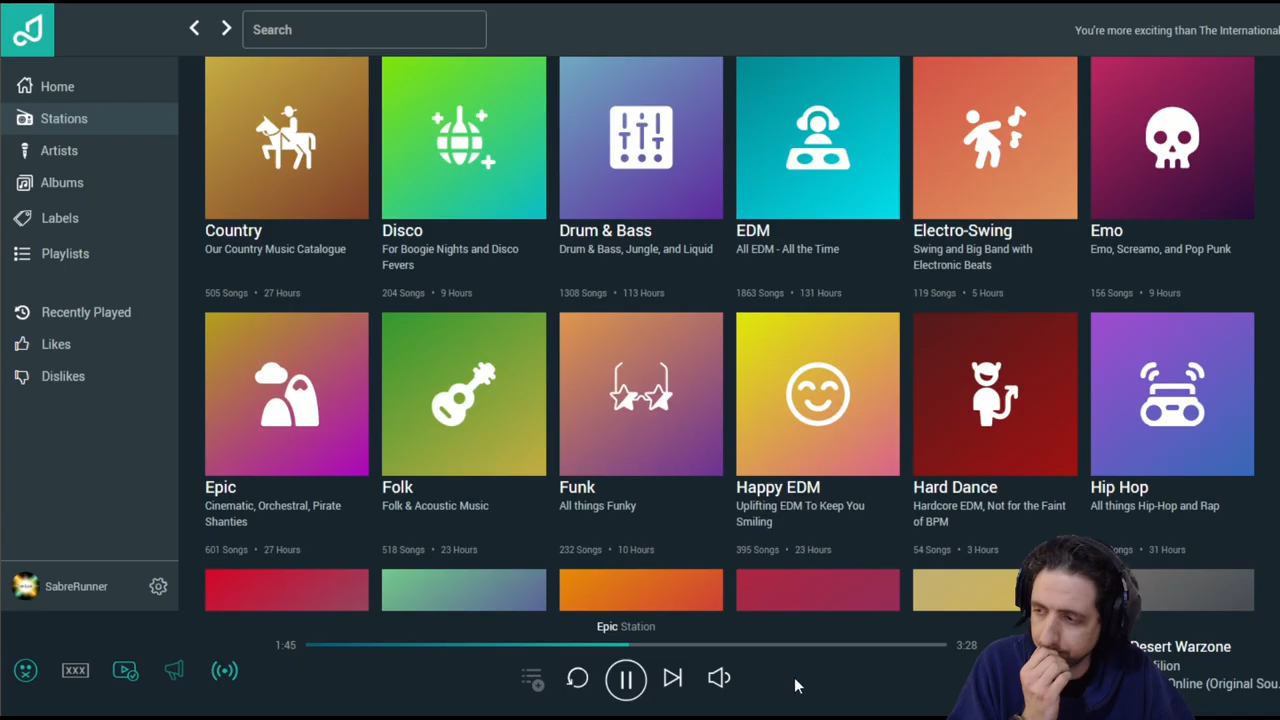 Search
You're more exciting than The International
Home
Stations
Artists
Albums
Labels
Playlists
Recently Played
Likes
Dislikes
SabreRunner
Country
Our Country Music Catalogue
505 Songs • 27 Hours
Disco
For Boogie Nights and Disco
Fevers
204 Songs • 9 Hours
Drum & Bass
Drum & Bass, Jungle, and Liquid
1308 Songs • 113 Hours
EDM
All EDM - All the Time
1863 Songs • 131 Hours
Electro-Swing
Swing and Big Band with
Electronic Beats
119 Songs • 5 Hours
Emo
Emo, Screamo, and Pop Punk
156 Songs • 9 Hours
Epic
Cinematic, Orchestral, Pirate
Shanties
601 Songs • 27 Hours
Folk
Folk & Acoustic Music
518 Songs • 23 Hours
Funk
All things Funky
232 Songs • 10 Hours
Happy EDM
Uplifting EDM To Keep You
Smiling
395 Songs • 23 Hours
Hard Dance
Hardcore EDM, Not for the Faint
of BPM
54 Songs • 3 Hours
Hip Hop
All things Hip-Hop and Rap
Songs • 31 Hours
Epic Station
1:45
3:28
XXX
Desert Warzone
Online (Original Sou...